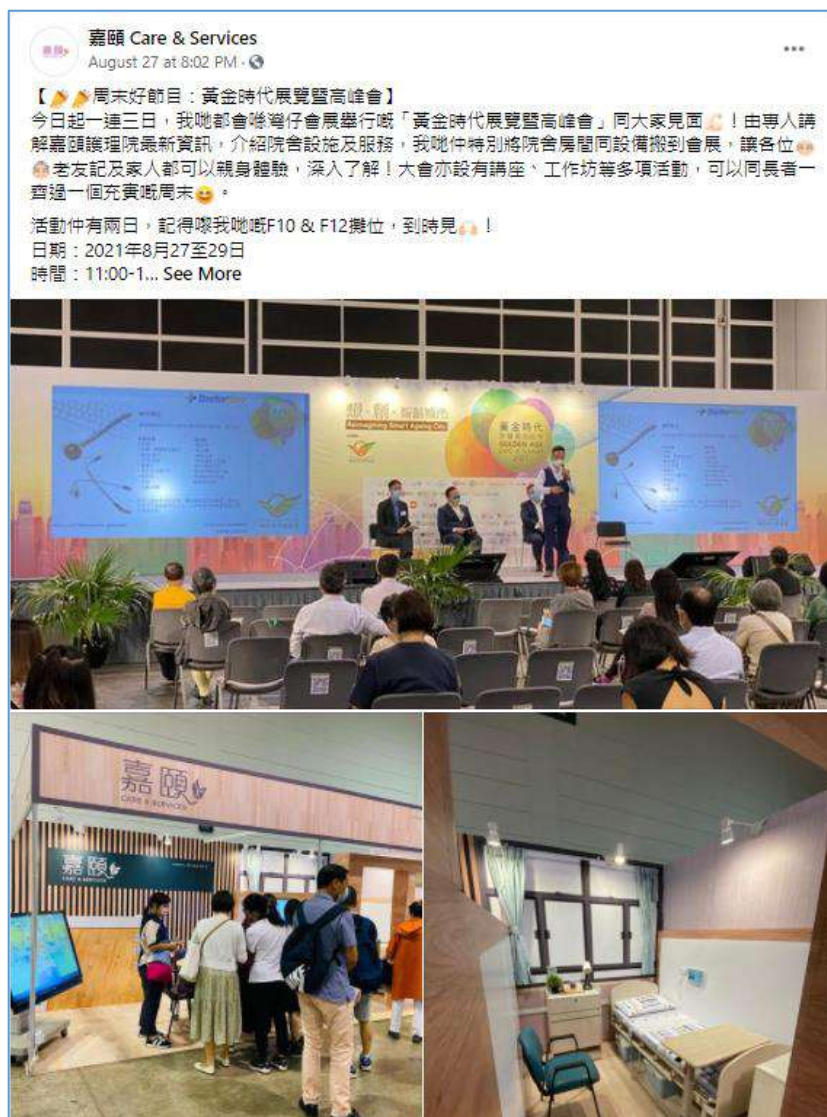 嘉頤 Care & Services
August 27 at 8:02 PM ·
【🎉🎉周末好節目：黃金時代展覽暨高峰會】
今日起一連三日，我哋都會喺灣仔會展舉行嘅「黃金時代展覽暨高峰會」同大家見面💪🏻！由專人講
解嘉頤護理院最新資訊，介紹院舍設施及服務，我哋仲特別將院舍房間同設備搬到會展，讓各位👴🏻
👵🏻老友記及家人都可以親身體驗，深入了解！大會亦設有講座、工作坊等多項活動，可以同長者一
齊過一個充實嘅周末😄。
活動仲有兩日，記得嚟我哋嘅F10 & F12攤位，到時見🙌🏻！
日期：2021年8月27至29日
時間：11:00-1... See More
Reimagining Smart Ageing City
黃金時代
GOLDEN AGE
嘉頤
CARE & SERVICES
嘉頤
CARE & SERVICES